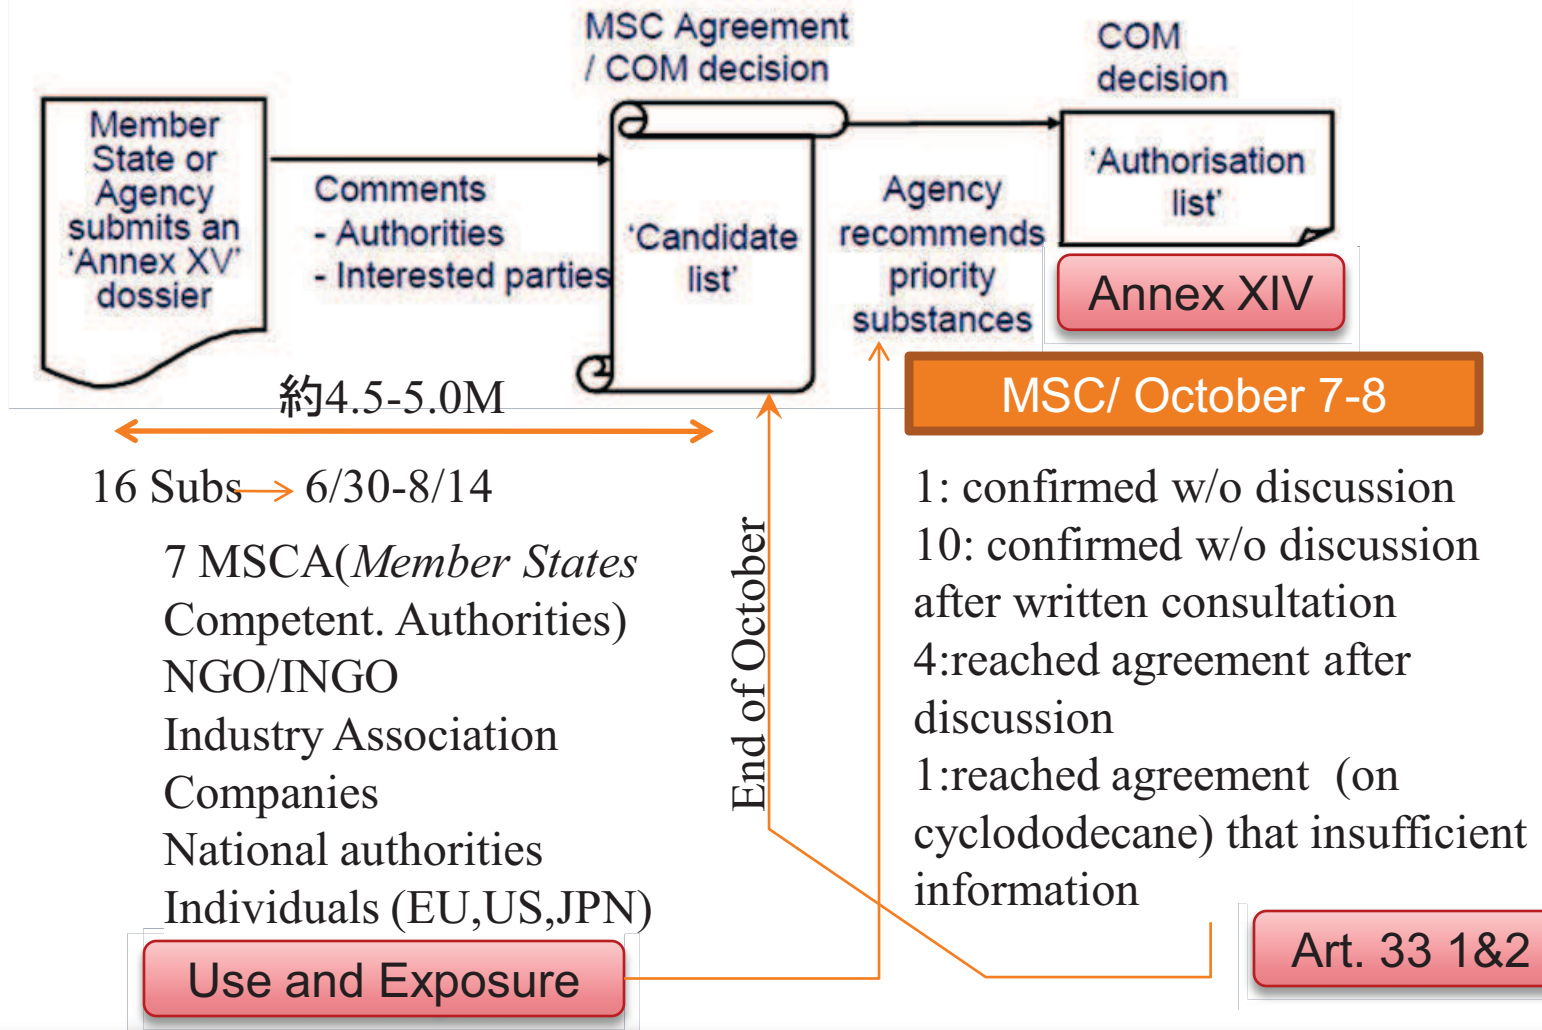 MSC Agreement
/ COM decision
COM
decision
Member
State or
Agency
submits an
‘Annex XV’
dossier
Comments
- Authorities
- Interested parties
‘Candidate
list’
Agency
recommends
priority
substances
‘Authorisation
list’
Annex XIV
約4.5-5.0M
MSC/ October 7-8
16 Subs
6/30-8/14
7 MSCA(Member States
Competent. Authorities)
NGO/INGO
Industry Association
Companies
National authorities
Individuals (EU,US,JPN)
Use and Exposure
End of October
1: confirmed w/o discussion
10: confirmed w/o discussion
after written consultation
4:reached agreement after
discussion
1:reached agreement (on
cyclododecane) that insufficient
information
Art. 33 1&2